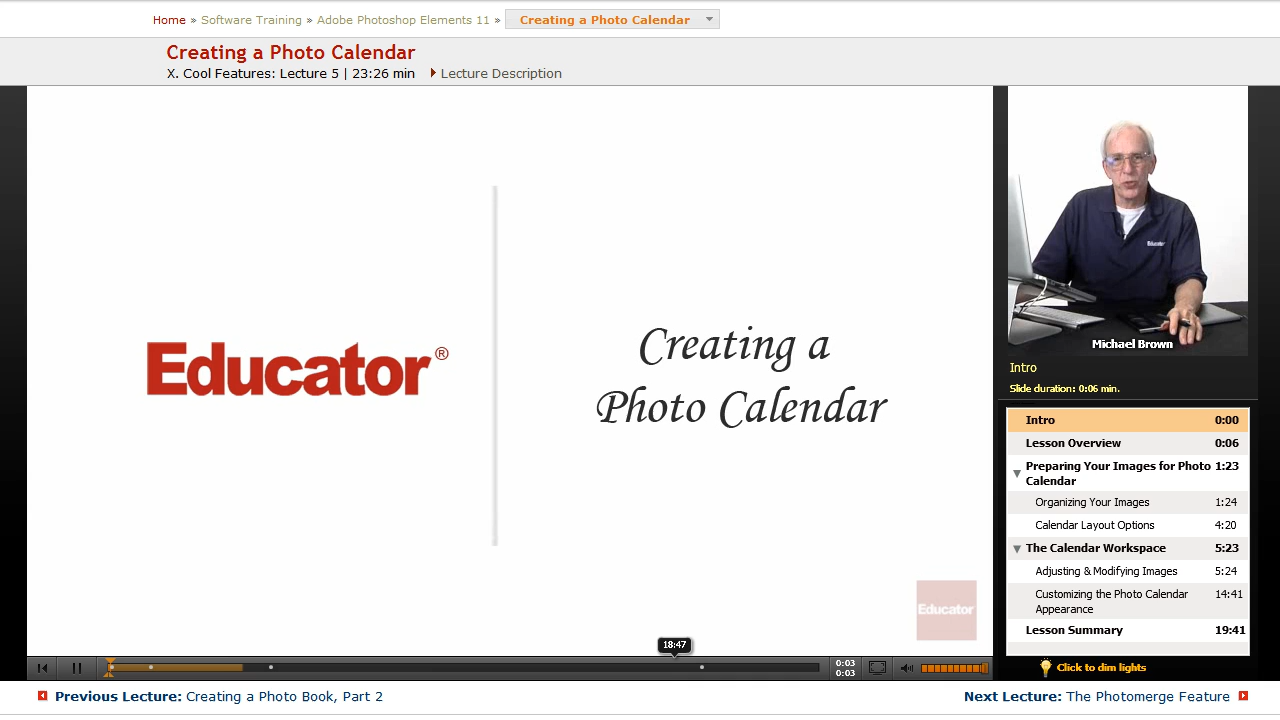 Home » Software Training » Adobe Photoshop Elements 11 » Creating a Photo Calendar
Creating a Photo Calendar
X. Cool Features: Lecture 5 | 23:26 min Lecture Description
Educator®
Creating a
Photo Calendar
Educator
Educator
Michael Brown
Intro
Slide duration: 0:06 min.
Intro 0:00
Lesson Overview 0:06
Preparing Your Images for Photo 1:23
Calendar
Organizing Your Images 1:24
Calendar Layout Options 4:20
The Calendar Workspace 5:23
Adjusting & Modifying Images 5:24
Customizing the Photo Calendar 14:41
Appearance
Lesson Summary 19:41
18:47
0:03
0:03
Click to dim lights
Previous Lecture: Creating a Photo Book, Part 2
Next Lecture: The Photomerge Feature